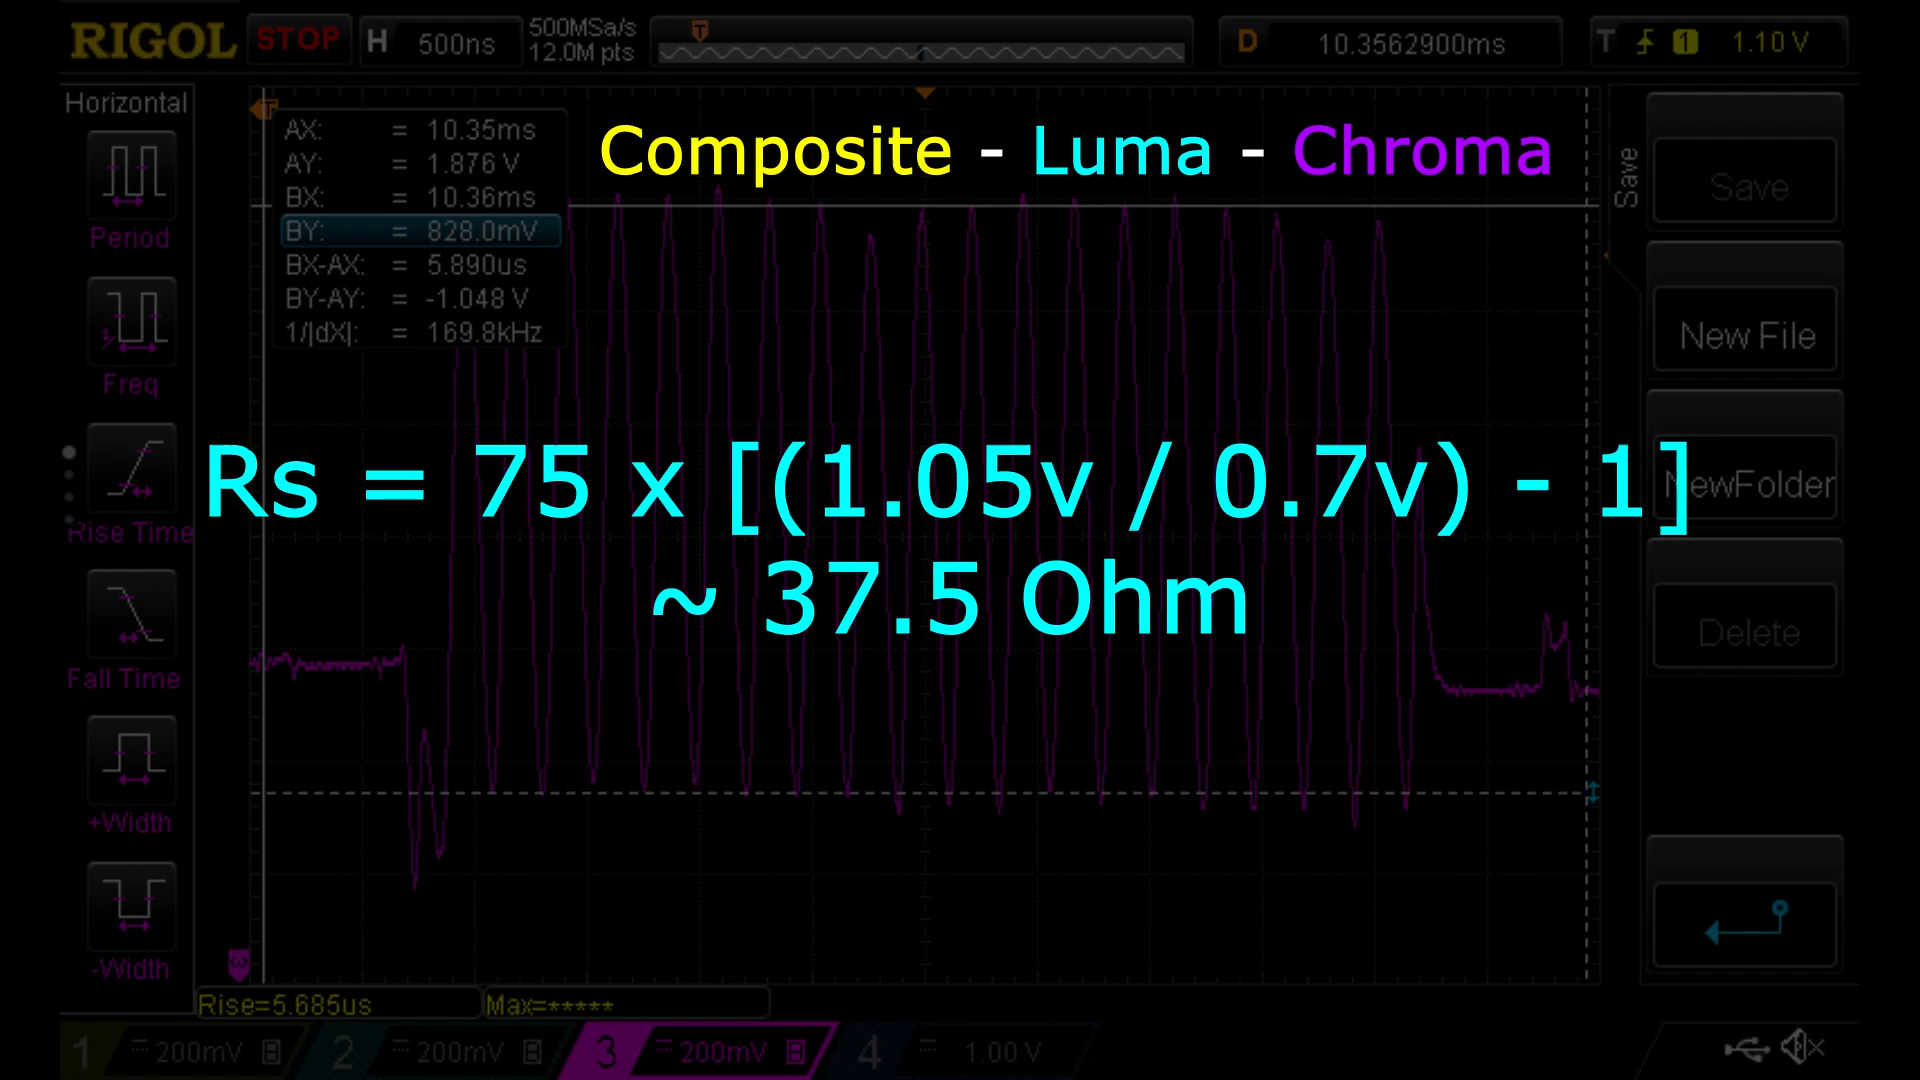 RIGOL STOP H 500ns 500MSa/s 12.0M pts D 10.3562900ms T 1 1.10 V
Horizontal
Period
Freq
Rise Time
Fall Time
+Width
-Width
AX: = 10.35ms
AY: = 1.876 V
BX: = 10.36ms
BY: = 828.0mV
BX-AX: = 5.890us
BY-AY: = -1.048 V
1/|dX|: = 169.8kHz
Composite - Luma - Chroma
Rs = 75 x [(1.05v / 0.7v) - 1]
~ 37.5 Ohm
Save
Save
New File
NewFolder
Delete
Rise=5.685us Max=*****
1 200mV B 2 200mV B 3 200mV B 4 1.00 V